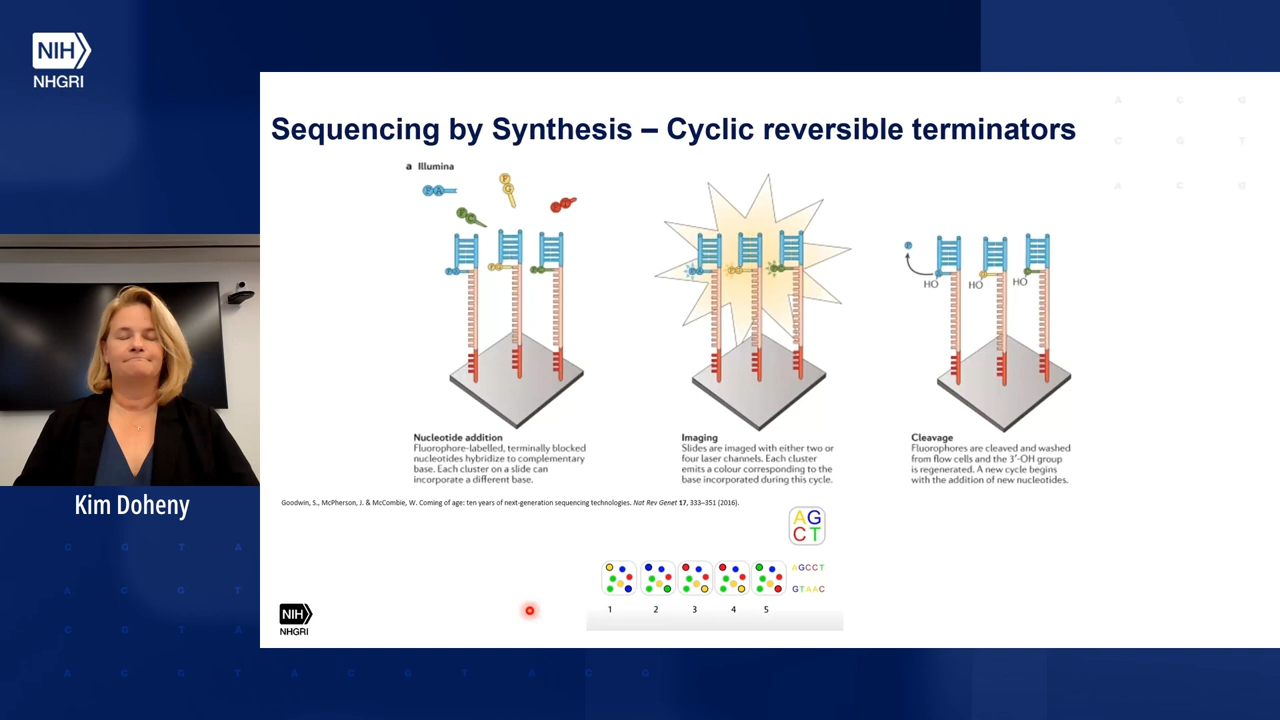 NIH
NHGRI
Sequencing by Synthesis – Cyclic reversible terminators
A C G
C G T
A C G
a Illumina
F A
F G
F C
F
HO
HO
HO
Nucleotide addition
Fluorophore-labelled, terminally blocked
nucleotides hybridize to complementary
base. Each cluster on a slide can
incorporate a different base.
Imaging
Slides are imaged with either two or
four laser channels. Each cluster
emits a colour corresponding to the
base incorporated during this cycle.
Cleavage
Fluorophores are cleaved and washed
from flow cells and the 3′-OH group
is regenerated. A new cycle begins
with the addition of new nucleotides.
Goodwin, S., McPherson, J. & McCombie, W. Coming of age: ten years of next-generation sequencing technologies. Nat Rev Genet 17, 333–351 (2016).
Kim Doheny
AG
CT
AGCCT
GTAAC
1 2 3 4 5
NIH
NHGRI
C G T A
A C G A
C G T A
A C G T A C G T A C G